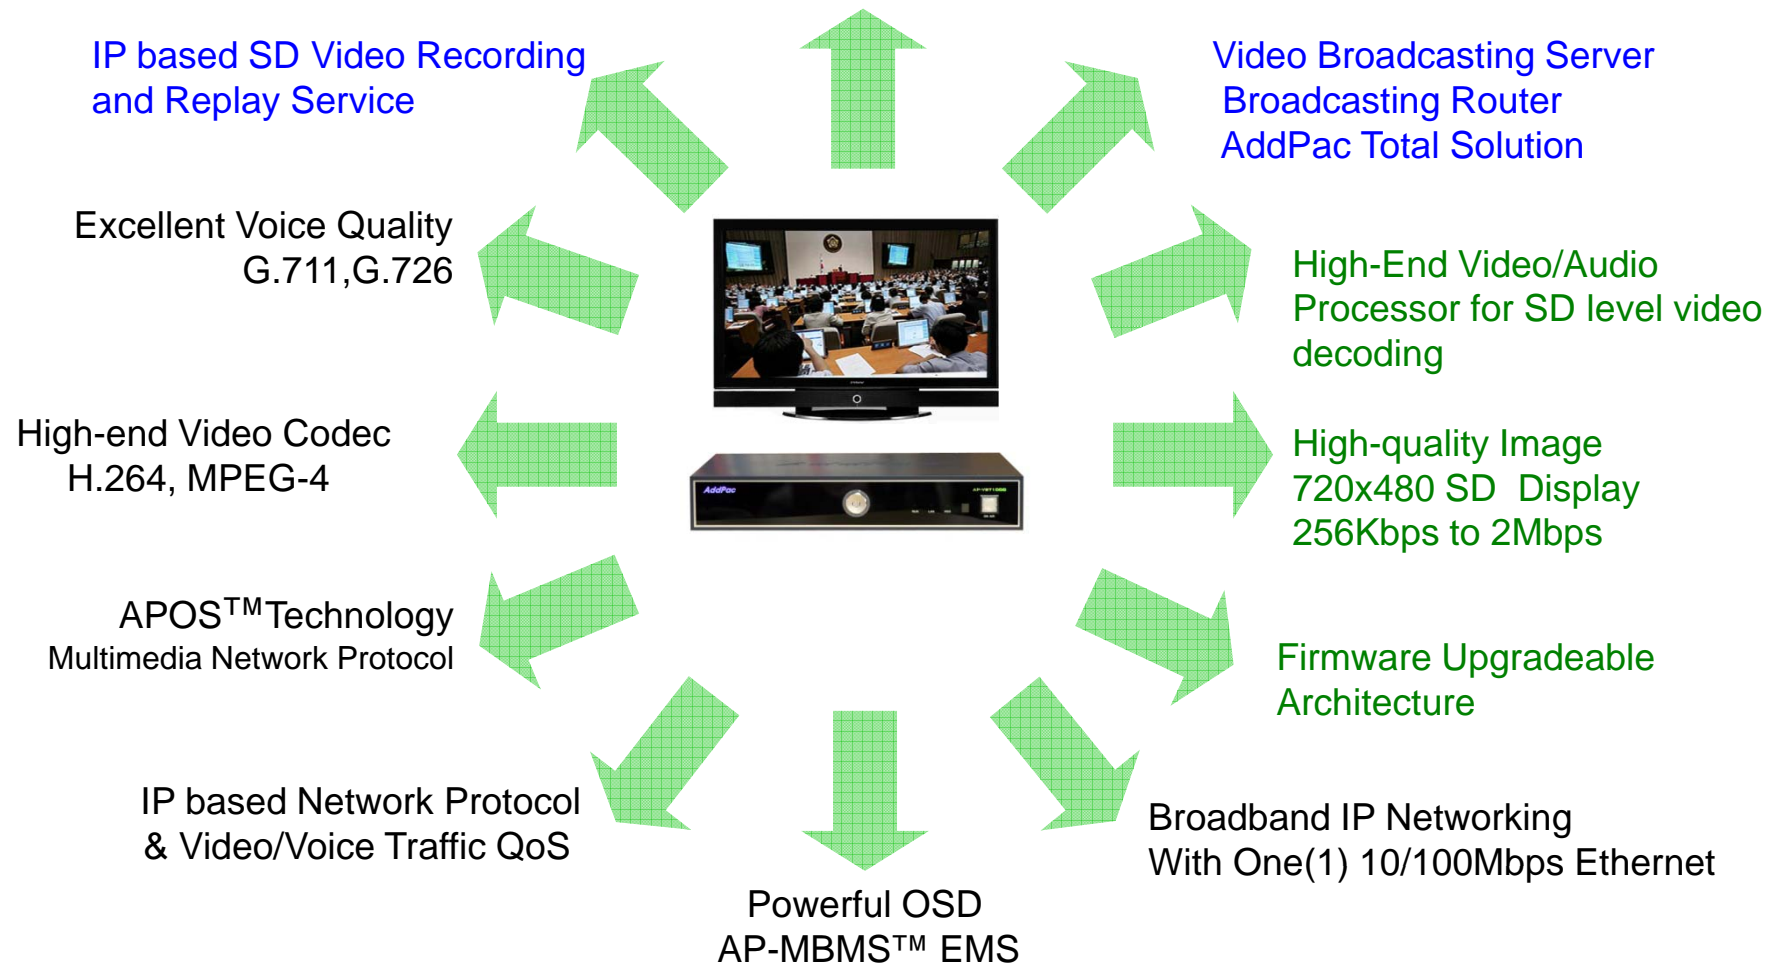 IP based SD Video Recording
and Replay Service
Video Broadcasting Server
Broadcasting Router
AddPac Total Solution
Excellent Voice Quality
G.711,G.726
High-End Video/Audio
Processor for SD level video
decoding
High-end Video Codec
H.264, MPEG-4
High-quality Image
720x480 SD Display
256Kbps to 2Mbps
AddPac
APOS™Technology
Multimedia Network Protocol
Firmware Upgradeable
Architecture
IP based Network Protocol
& Video/Voice Traffic QoS
Broadband IP Networking
With One(1) 10/100Mbps Ethernet
Powerful OSD
AP-MBMS™ EMS